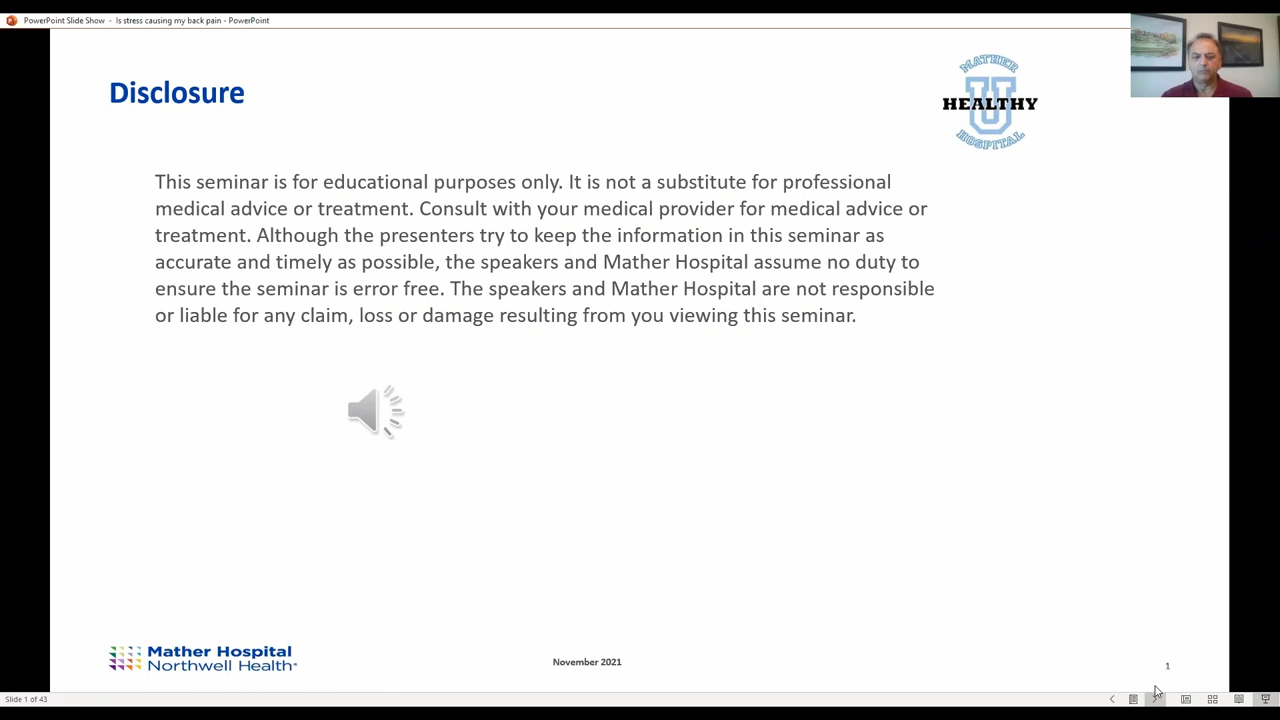 PowerPoint Slide Show - Is stress causing my back pain - PowerPoint
Disclosure
MATHER
U
HEALTHY
HOSPITAL
This seminar is for educational purposes only. It is not a substitute for professional
medical advice or treatment. Consult with your medical provider for medical advice or
treatment. Although the presenters try to keep the information in this seminar as
accurate and timely as possible, the speakers and Mather Hospital assume no duty to
ensure the seminar is error free. The speakers and Mather Hospital are not responsible
or liable for any claim, loss or damage resulting from you viewing this seminar.
Mather Hospital
Northwell Health®
November 2021
1
Slide 1 of 43